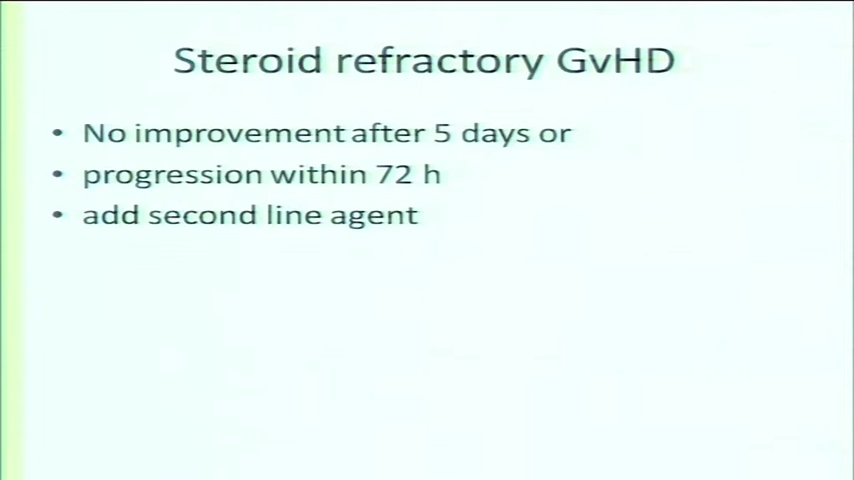 Steroid refractory GvHD
• No improvement after 5 days or
• progression within 72 h
• add second line agent